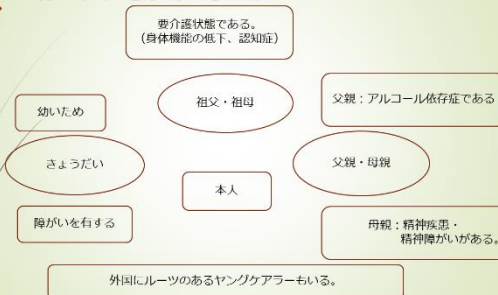 要介護状態である。
(身体機能の低下、認知症)
祖父・祖母
父親：アルコール依存症である
幼いため
きょうだい
父親・母親
本人
障がいを有する
母親：精神疾患・
精神障がいがある。
外国にルーツのあるヤングケアラーもいる。